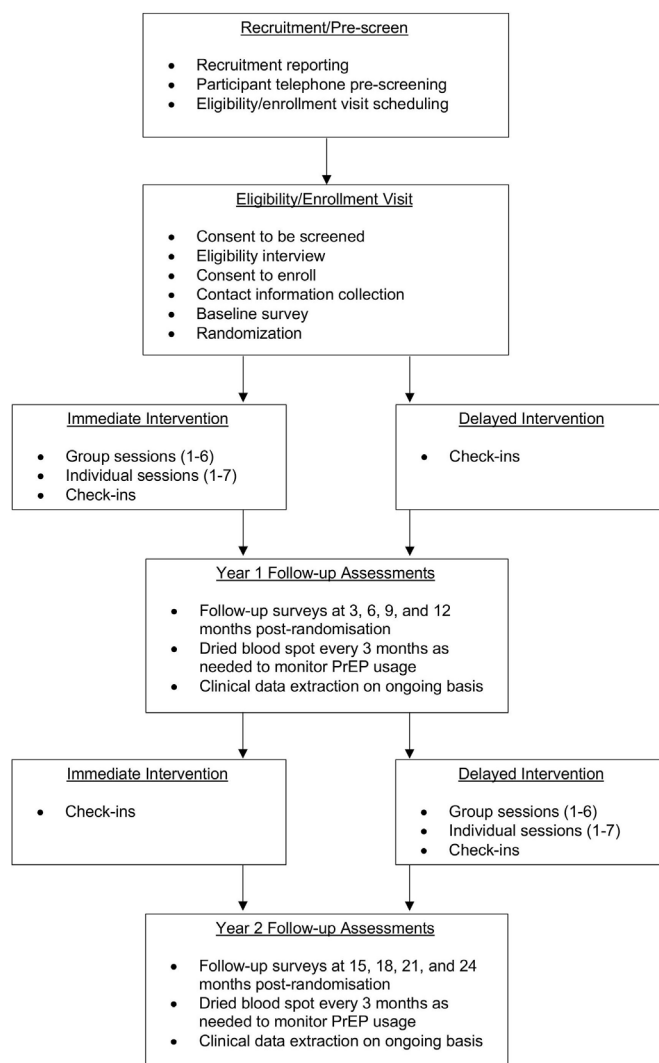 Recruitment/Pre-screen
• Recruitment reporting
• Participant telephone pre-screening
• Eligibility/enrollment visit scheduling
Eligibility/Enrollment Visit
• Consent to be screened
• Eligibility interview
• Consent to enroll
• Contact information collection
• Baseline survey
• Randomization
Immediate Intervention
• Group sessions (1-6)
• Individual sessions (1-7)
• Check-ins
Delayed Intervention
• Check-ins
Year 1 Follow-up Assessments
• Follow-up surveys at 3, 6, 9, and 12
months post-randomisation
• Dried blood spot every 3 months as
needed to monitor PrEP usage
• Clinical data extraction on ongoing basis
Immediate Intervention
• Check-ins
Delayed Intervention
• Group sessions (1-6)
• Individual sessions (1-7)
• Check-ins
Year 2 Follow-up Assessments
• Follow-up surveys at 15, 18, 21, and 24
months post-randomisation
• Dried blood spot every 3 months as
needed to monitor PrEP usage
• Clinical data extraction on ongoing basis